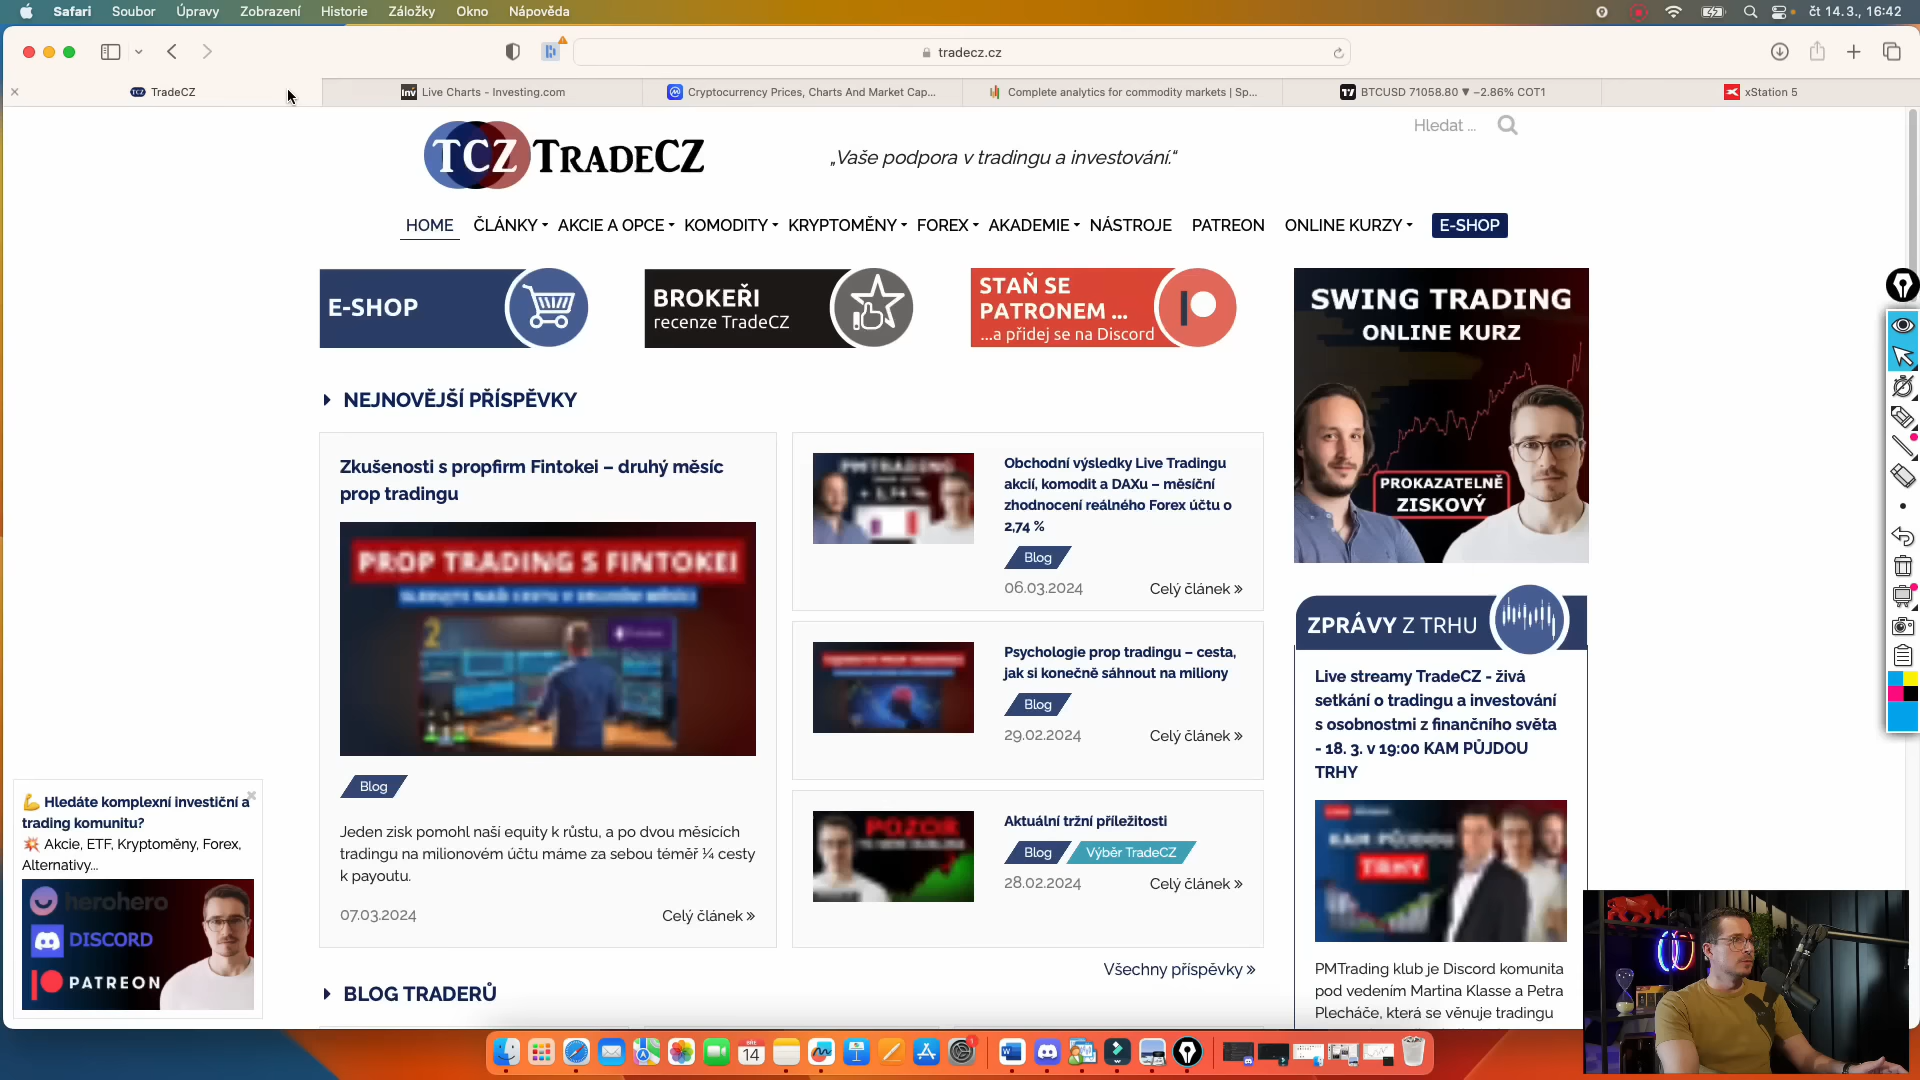 Safari Soubor Úpravy Zobrazení Historie Záložky Okno Nápověda
čt 14.3., 16:42
tradecz.cz
TradeCZ
Live Charts - Investing.com
Cryptocurrency Prices, Charts And Market Cap...
Complete analytics for commodity markets | Sp...
BTCUSD 71058.80 ▼ −2.86% COT1
xStation 5
TCZ TRADECZ
„Vaše podpora v tradingu a investování.“
Hledat ...
HOME ČLÁNKY AKCIE A OPCE KOMODITY KRYPTOMĚNY FOREX AKADEMIE NÁSTROJE PATREON ONLINE KURZY E-SHOP
E-SHOP
BROKEŘI
recenze TradeCZ
STAŇ SE
PATRONEM ...
...a přidej se na Discord
SWING TRADING
ONLINE KURZ
PROKAZATELNĚ
ZISKOVÝ
NEJNOVĚJŠÍ PŘÍSPĚVKY
Zkušenosti s propfirm Fintokei – druhý měsíc
prop tradingu
PROP TRADING S FINTOKEI
2
Blog
Jeden zisk pomohl naší equity k růstu, a po dvou měsících
tradingu na milionovém účtu máme za sebou téměř ¼ cesty
k payoutu.
07.03.2024
Celý článek »
PMTRADING
Obchodní výsledky Live Tradingu
akcií, komodit a DAXu – měsíční
zhodnocení reálného Forex účtu o
2,74 %
Blog
06.03.2024
Celý článek »
Psychologie prop tradingu – cesta,
jak si konečně sáhnout na miliony
Blog
29.02.2024
Celý článek »
POZOR
Aktuální tržní příležitosti
Blog
Výběr TradeCZ
28.02.2024
Celý článek »
Všechny příspěvky »
BLOG TRADERŮ
ZPRÁVY Z TRHU
Live streamy TradeCZ - živá
setkání o tradingu a investování
s osobnostmi z finančního světa
- 18. 3. v 19:00 KAM PŮJDOU
TRHY
KAM PŮJDOU
TRHY
PMTrading klub je Discord komunita
pod vedením Martina Klasse a Petra
Plecháče, která se věnuje tradingu
Hledáte komplexní investiční a
trading komunitu?
Akcie, ETF, Kryptoměny, Forex,
Alternativy...
herohero
DISCORD
PATREON
14